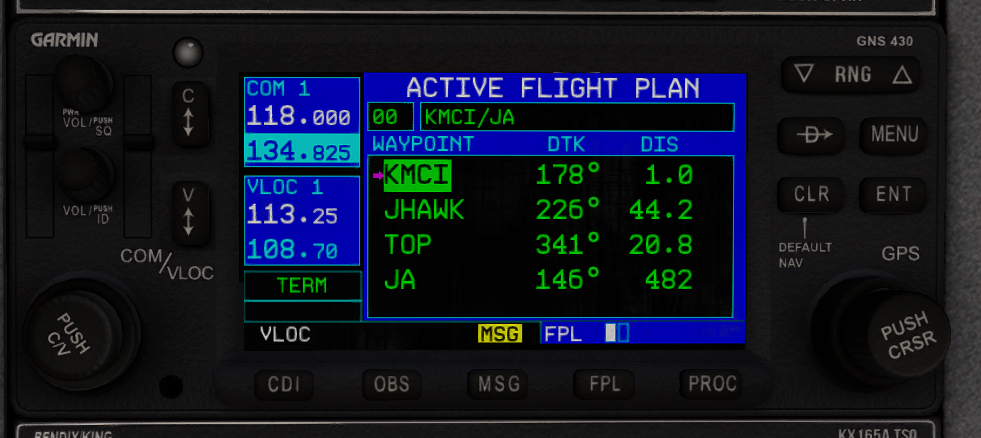 GARMIN
GNS 430
COM 1
118.000
134.825
VLOC 1
113.25
108.70
TERM
VLOC
ACTIVE FLIGHT PLAN
00 KMCI/JA
WAYPOINT DTK DIS
KMCI 178° 1.0
JHAWK 226° 44.2
TOP 341° 20.8
JA 146° 482
MSG FPL
C
PWR
VOL/PUSH SQ
V
VOL/PUSH ID
COM/VLOC
PUSH
C/V
RNG
D
MENU
CLR ENT
DEFAULT
NAV
GPS
PUSH
CRSR
CDI OBS MSG FPL PROC
BENDIX/KING
KX 165A TSO